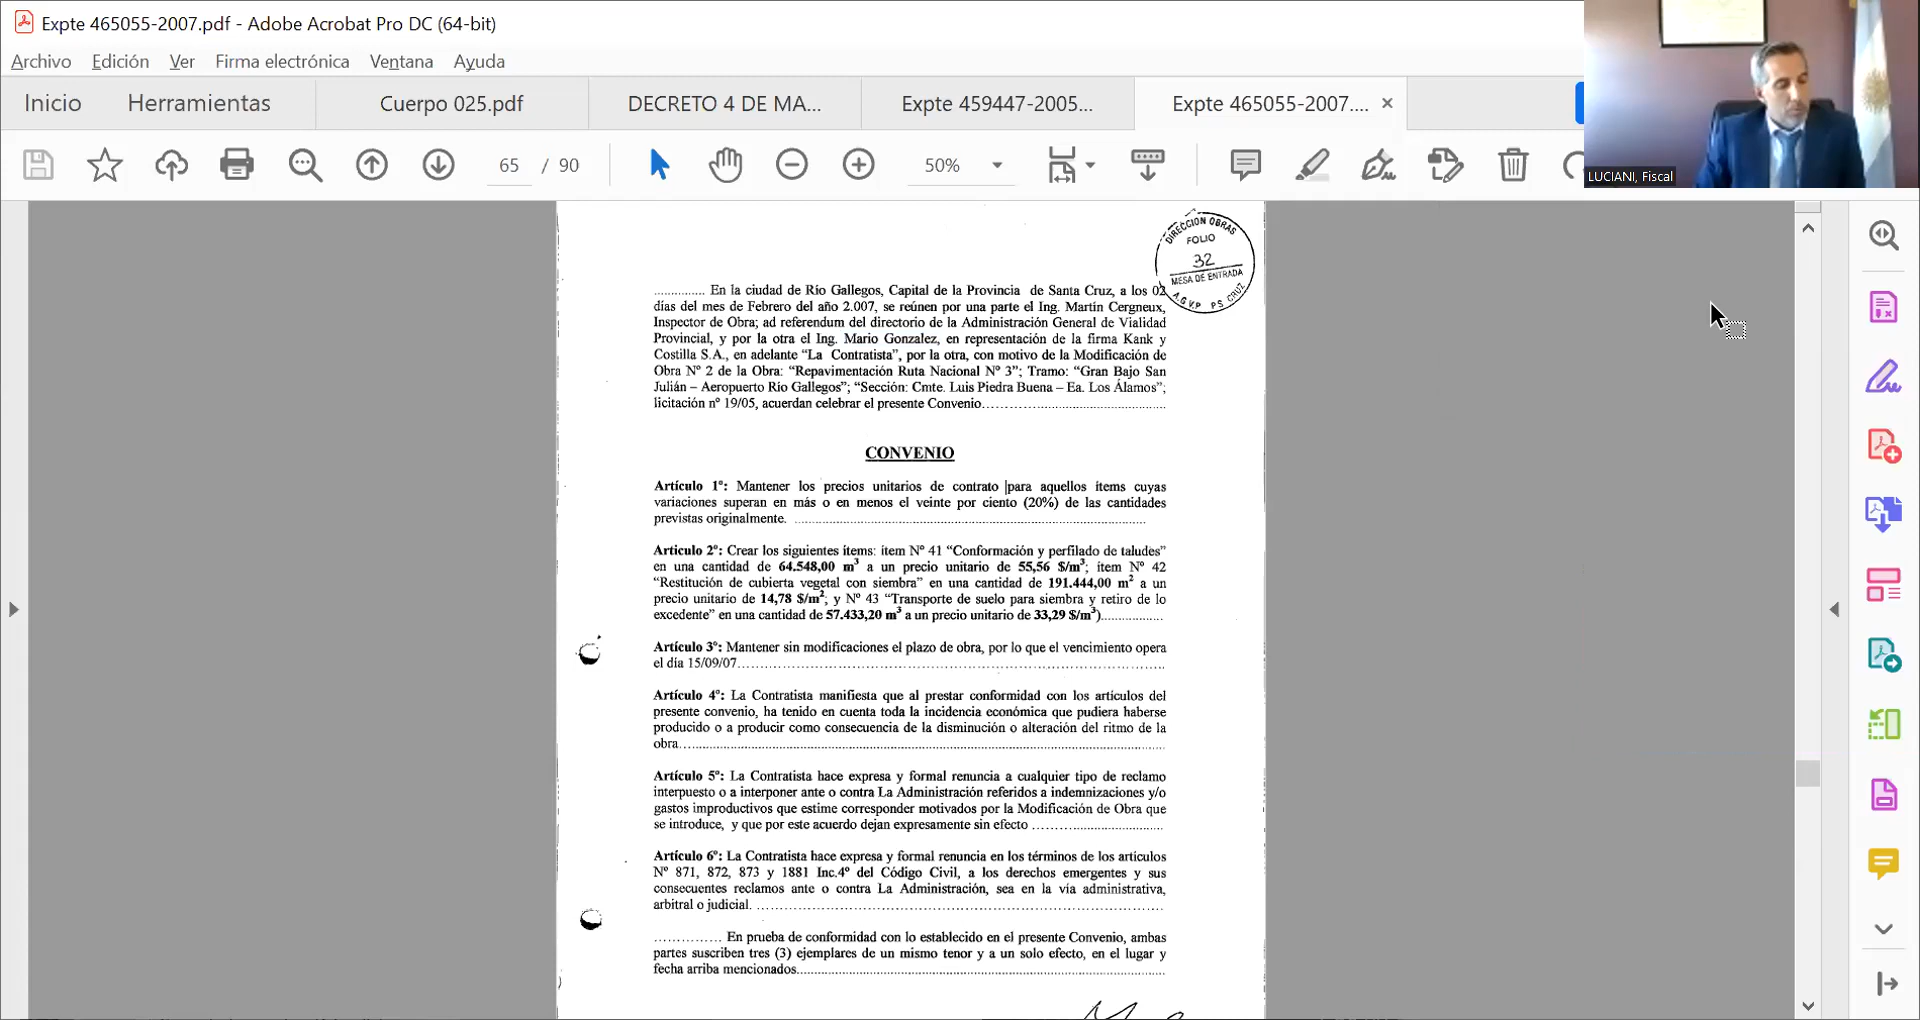 Expte 465055-2007.pdf - Adobe Acrobat Pro DC (64-bit)
Archivo Edición Ver Firma electrónica Ventana Ayuda
Inicio Herramientas Cuerpo 025.pdf DECRETO 4 DE MA... Expte 459447-2005... Expte 465055-2007.... ×
65 / 90 50%
LUCIANI, Fiscal
DIRECCION OBRAS
FOLIO
32
MESA DE ENTRADA
A.G.V.P. PS. CRUZ
.............. En la ciudad de Río Gallegos, Capital de la Provincia de Santa Cruz, a los 02
días del mes de Febrero del año 2.007, se reúnen por una parte el Ing. Martín Cergneux,
Inspector de Obra; ad referendum del directorio de la Administración General de Vialidad
Provincial, y por la otra el Ing. Mario Gonzalez, en representación de la firma Kank y
Costilla S.A., en adelante “La Contratista”, por la otra, con motivo de la Modificación de
Obra Nº 2 de la Obra: “Repavimentación Ruta Nacional Nº 3”; Tramo: “Gran Bajo San
Julián – Aeropuerto Río Gallegos”; “Sección: Cmte. Luis Piedra Buena – Ea. Los Álamos”;
licitación nº 19/05, acuerdan celebrar el presente Convenio..................................................
CONVENIO
Artículo 1º: Mantener los precios unitarios de contrato para aquellos ítems cuyas
variaciones superan en más o en menos el veinte por ciento (20%) de las cantidades
previstas originalmente. ..............................................................................................
Articulo 2º: Crear los siguientes ítems: ítem Nº 41 “Conformación y perfilado de taludes”
en una cantidad de 64.548,00 m³ a un precio unitario de 55,56 $/m³; ítem Nº 42
“Restitución de cubierta vegetal con siembra” en una cantidad de 191.444,00 m² a un
precio unitario de 14,78 $/m²; y Nº 43 “Transporte de suelo para siembra y retiro de lo
excedente” en una cantidad de 57.433,20 m³ a un precio unitario de 33,29 $/m³)..................
Artículo 3º: Mantener sin modificaciones el plazo de obra, por lo que el vencimiento opera
el día 15/09/07..............................................................................................................
Artículo 4º: La Contratista manifiesta que al prestar conformidad con los artículos del
presente convenio, ha tenido en cuenta toda la incidencia económica que pudiera haberse
producido o a producir como consecuencia de la disminución o alteración del ritmo de la
obra..............................................................................................................................
Artículo 5º: La Contratista hace expresa y formal renuncia a cualquier tipo de reclamo
interpuesto o a interponer ante o contra La Administración referidos a indemnizaciones y/o
gastos improductivos que estime corresponder motivados por la Modificación de Obra que
se introduce, y que por este acuerdo dejan expresamente sin efecto ...................................
Artículo 6º: La Contratista hace expresa y formal renuncia en los términos de los artículos
Nº 871, 872, 873 y 1881 Inc.4º del Código Civil, a los derechos emergentes y sus
consecuentes reclamos ante o contra La Administración, sea en la vía administrativa,
arbitral o judicial. .........................................................................................................
.............. En prueba de conformidad con lo establecido en el presente Convenio, ambas
partes suscriben tres (3) ejemplares de un mismo tenor y a un solo efecto, en el lugar y
fecha arriba mencionados................................................................................................